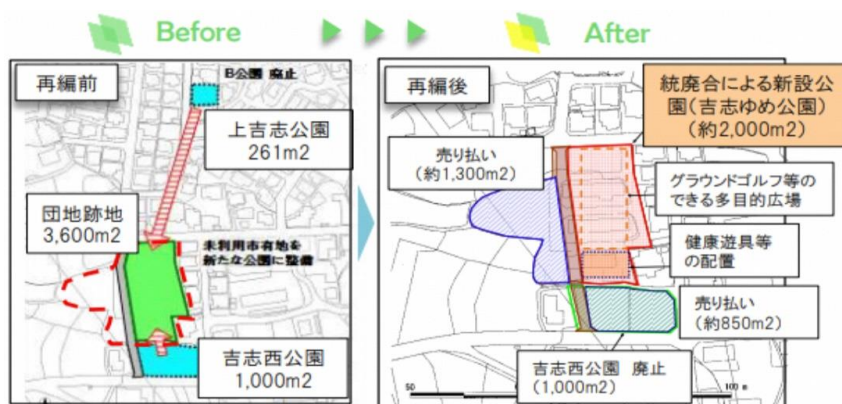 Before
After
再編前
B公園 廃止
上吉志公園
261m2
団地跡地
3,600m2
未利用市有地を
新たな公園に整備
吉志西公園
1,000m2
再編後
統廃合による新設公
園(吉志ゆめ公園)
(約2,000m2)
売り払い
(約1,300m2)
グラウンドゴルフ等の
できる多目的広場
健康遊具等
の配置
売り払い
(約850m2)
吉志西公園 廃止
(1,000m2)
50
100 m